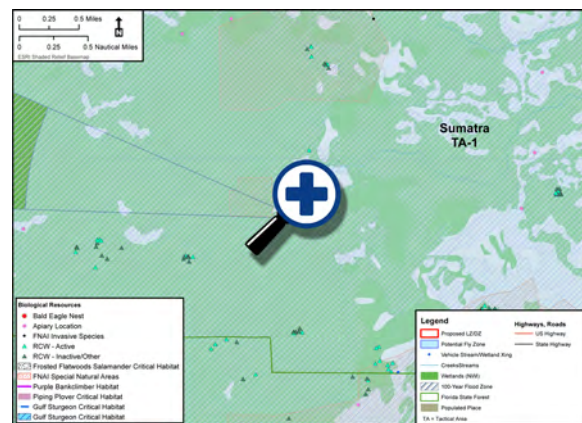 0 0.25 0.5 Miles
N
0 0.25 0.5 Nautical Miles
ESRI Shaded Relief Basemap
Sumatra
TA-1
Biological Resources
Bald Eagle Nest
Apiary Location
FNAI Invasive Species
RCW - Active
RCW - Inactive/Other
Frosted Flatwoods Salamander Critical Habitat
FNAI Special Natural Areas
Purple Bankclimber Habitat
Piping Plover Critical Habitat
Gulf Sturgeon Critical Habitat
Gulf Sturgeon Critical Habitat
Legend
Proposed LZ/DZ
Potential Fly Zone
Vehicle Stream/Wetland Xing
Creeks/Streams
Wetlands (NWI)
100-Year Flood Zone
Florida State Forest
Populated Place
TA = Tactical Area
Highways, Roads
US Highway
State Highway